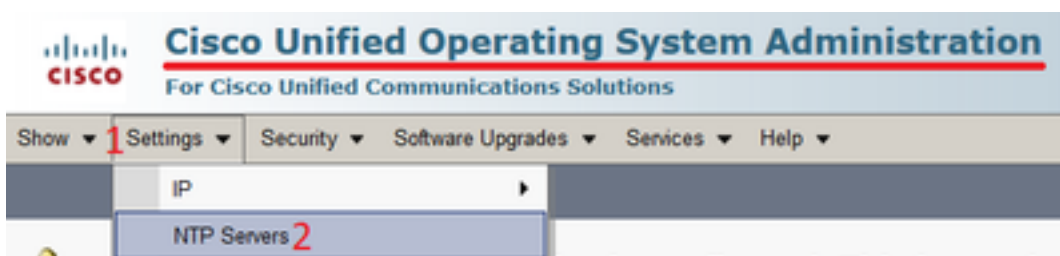 Cisco Unified Operating System Administration
CISCO
For Cisco Unified Communications Solutions
Show 1 Settings Security Software Upgrades Services Help
IP
NTP Servers 2